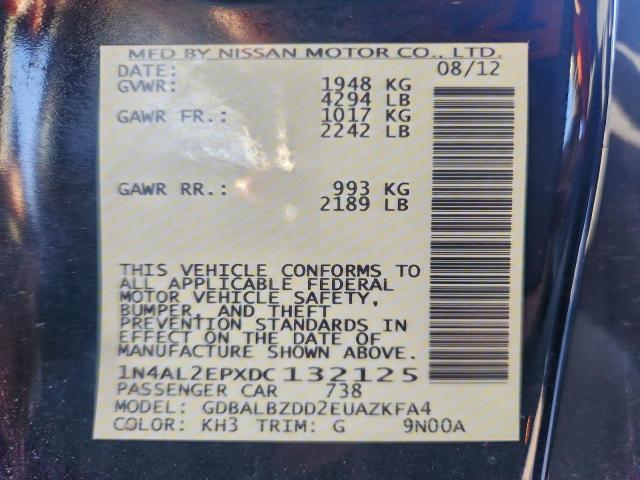 MFD BY NISSAN MOTOR CO., LTD.
DATE: 08/12
GVWR: 1948 KG
4294 LB
GAWR FR.: 1017 KG
2242 LB
GAWR RR.: 993 KG
2189 LB
THIS VEHICLE CONFORMS TO
ALL APPLICABLE FEDERAL
MOTOR VEHICLE SAFETY,
BUMPER, AND THEFT
PREVENTION STANDARDS IN
EFFECT ON THE DATE OF
MANUFACTURE SHOWN ABOVE.
1N4AL2EPXDC132125
PASSENGER CAR 738
MODEL: GDBALBZDD2EUAZKFA4
COLOR: KH3 TRIM: G 9N00A